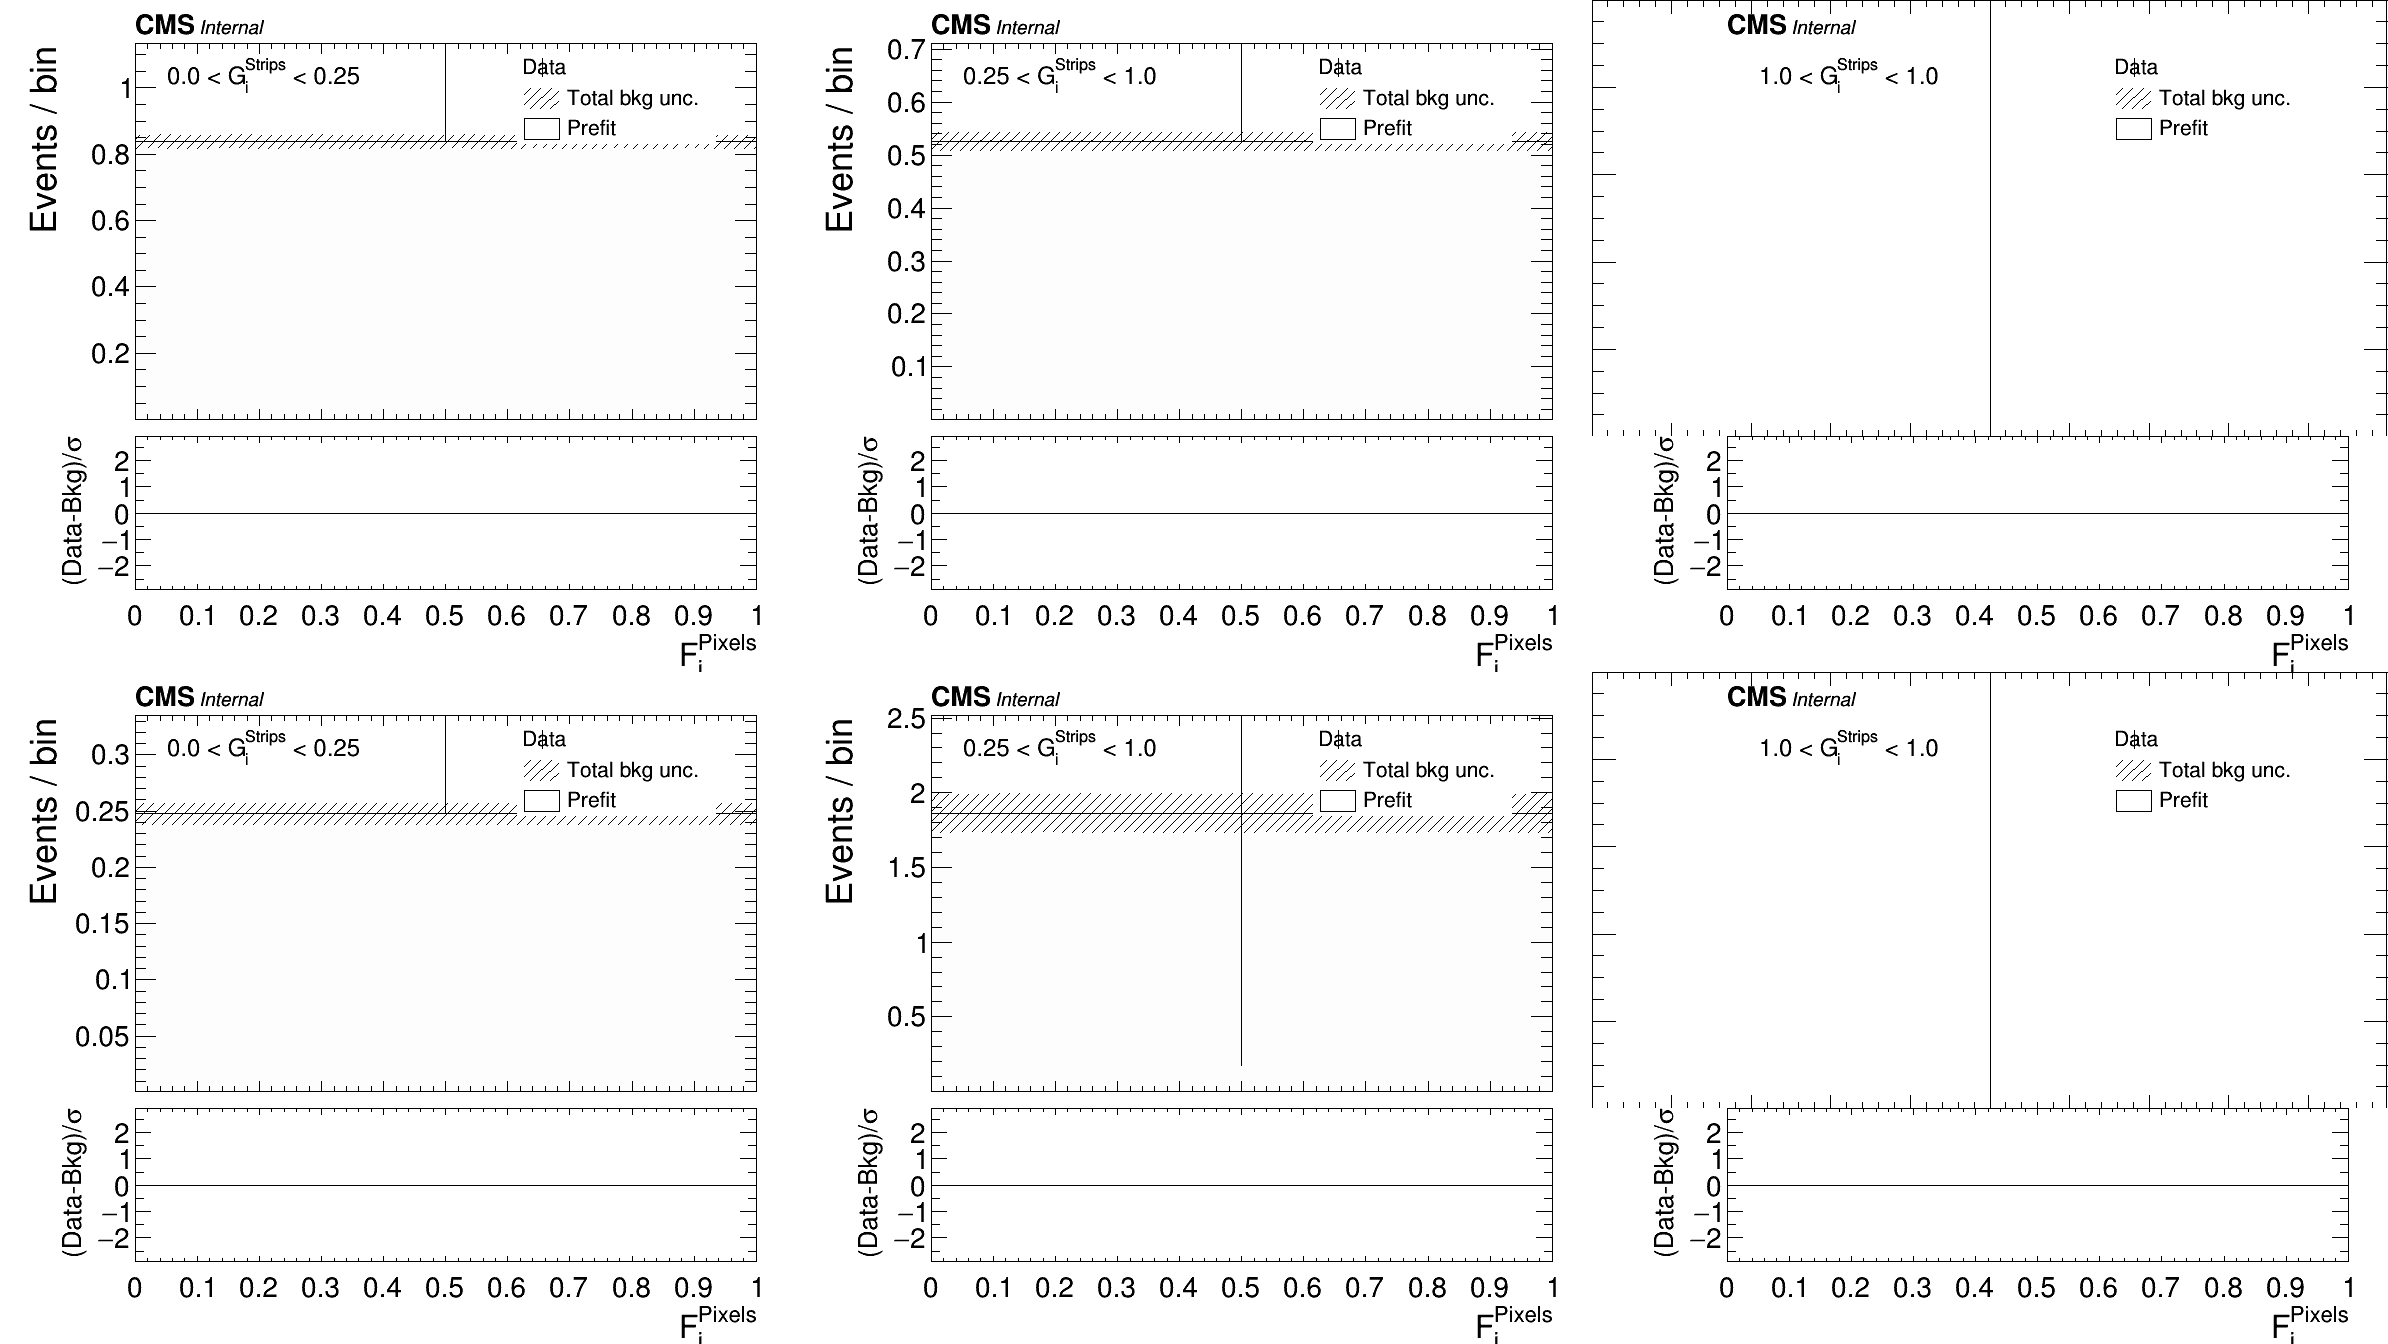 CMS Internal
0.0 < G_i^Strips < 0.25
Data
Total bkg unc.
Prefit
Events / bin
1
0.8
0.6
0.4
0.2
(Data-Bkg)/σ
2
1
0
−1
−2
0 0.1 0.2 0.3 0.4 0.5 0.6 0.7 0.8 0.9 1
F_i^Pixels
CMS Internal
0.25 < G_i^Strips < 1.0
Data
Total bkg unc.
Prefit
Events / bin
0.7
0.6
0.5
0.4
0.3
0.2
0.1
(Data-Bkg)/σ
2
1
0
−1
−2
0 0.1 0.2 0.3 0.4 0.5 0.6 0.7 0.8 0.9 1
F_i^Pixels
CMS Internal
1.0 < G_i^Strips < 1.0
Data
Total bkg unc.
Prefit
(Data-Bkg)/σ
2
1
0
−1
−2
0 0.1 0.2 0.3 0.4 0.5 0.6 0.7 0.8 0.9 1
F_i^Pixels
CMS Internal
0.0 < G_i^Strips < 0.25
Data
Total bkg unc.
Prefit
Events / bin
0.3
0.25
0.2
0.15
0.1
0.05
(Data-Bkg)/σ
2
1
0
−1
−2
0 0.1 0.2 0.3 0.4 0.5 0.6 0.7 0.8 0.9 1
F_i^Pixels
CMS Internal
0.25 < G_i^Strips < 1.0
Data
Total bkg unc.
Prefit
Events / bin
2.5
2
1.5
1
0.5
(Data-Bkg)/σ
2
1
0
−1
−2
0 0.1 0.2 0.3 0.4 0.5 0.6 0.7 0.8 0.9 1
F_i^Pixels
CMS Internal
1.0 < G_i^Strips < 1.0
Data
Total bkg unc.
Prefit
(Data-Bkg)/σ
2
1
0
−1
−2
0 0.1 0.2 0.3 0.4 0.5 0.6 0.7 0.8 0.9 1
F_i^Pixels